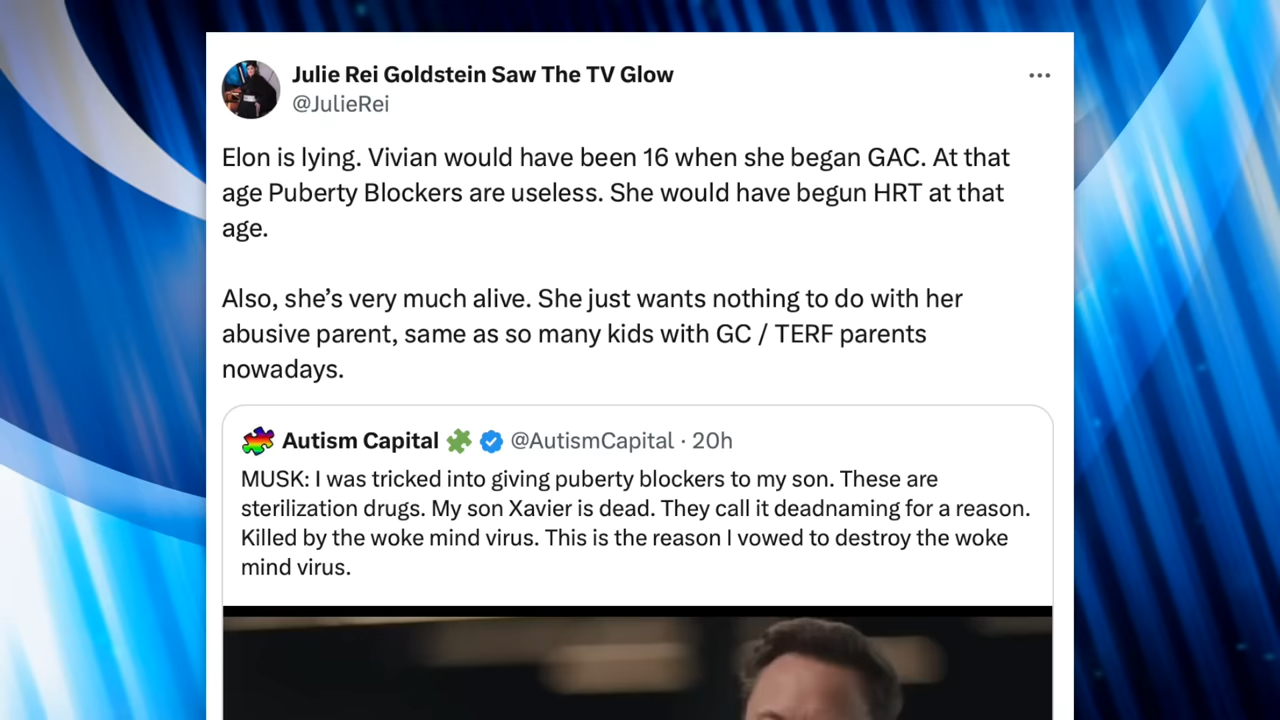 Julie Rei Goldstein Saw The TV Glow
@JulieRei
Elon is lying. Vivian would have been 16 when she began GAC. At that
age Puberty Blockers are useless. She would have begun HRT at that
age.
Also, she’s very much alive. She just wants nothing to do with her
abusive parent, same as so many kids with GC / TERF parents
nowadays.
Autism Capital @AutismCapital · 20h
MUSK: I was tricked into giving puberty blockers to my son. These are
sterilization drugs. My son Xavier is dead. They call it deadnaming for a reason.
Killed by the woke mind virus. This is the reason I vowed to destroy the woke
mind virus.